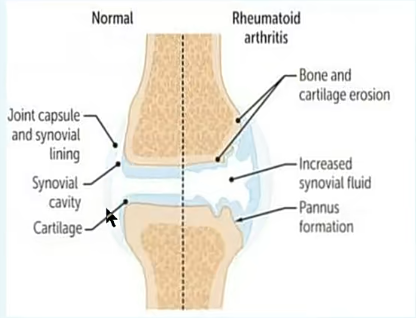 Normal
Rheumatoid
arthritis
Joint capsule
and synovial
lining
Synovial
cavity
Cartilage
Bone and
cartilage erosion
Increased
synovial fluid
Pannus
formation